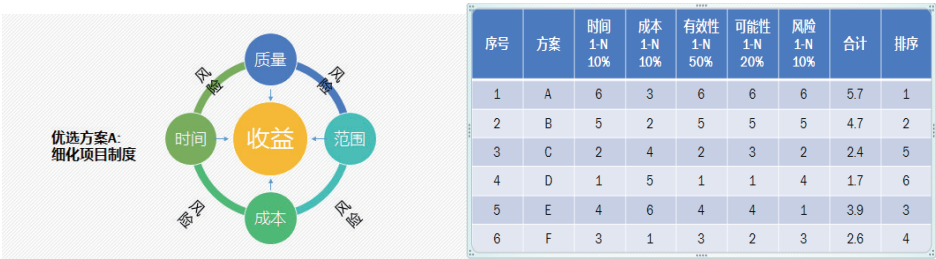 优选方案A:
细化项目制度
质量
风险
风险
时间
收益
范围
风险
成本
风险
序号 方案 时间 1-N 10% 成本 1-N 10% 有效性 1-N 50% 可能性 1-N 20% 风险 1-N 10% 合计 排序
1 A 6 3 6 6 6 5.7 1
2 B 5 2 5 5 5 4.7 2
3 C 2 4 2 3 2 2.4 5
4 D 1 5 1 1 4 1.7 6
5 E 4 6 4 4 1 3.9 3
6 F 3 1 3 2 3 2.6 4